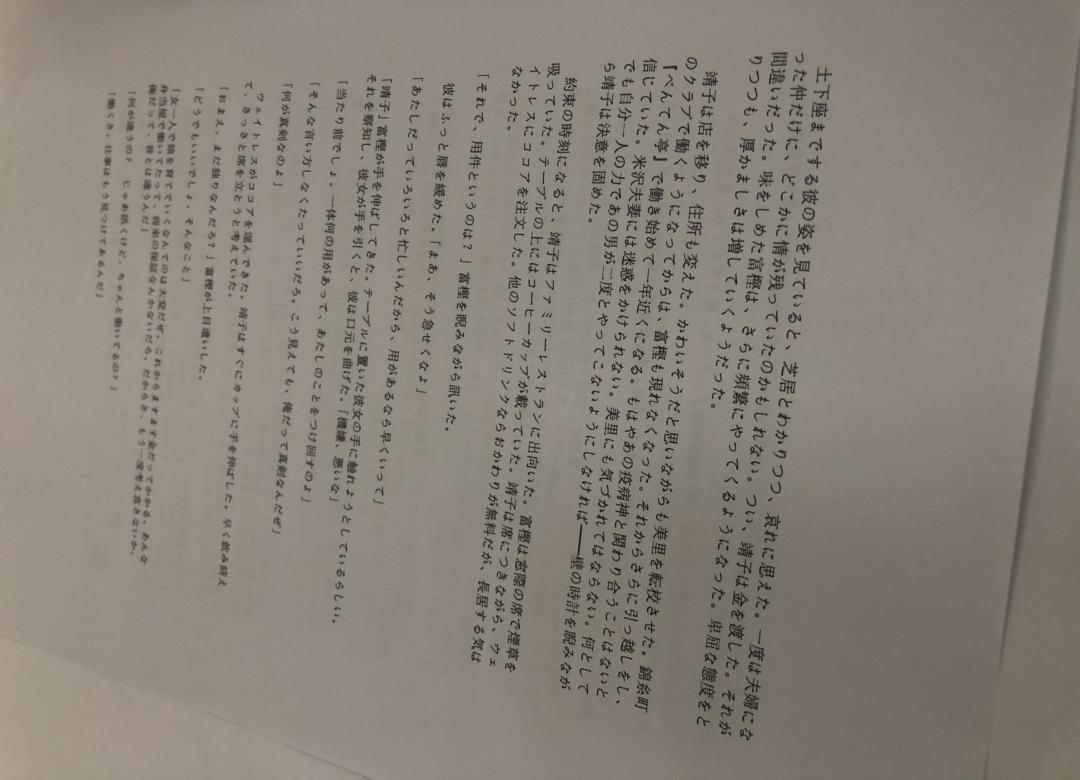 土下座までする彼の姿を見ていると、芝居とわかりつつ、哀れに思えた。一度は夫婦にな
った仲だけに、どこかに情が残っていたのかもしれない。つい、靖子は金を渡した。それが
間違いだった。味をしめた富樫は、さらに頻繁にやってくるようになった。卑屈な態度をと
りつつも、厚かましさは増していくようだった。
靖子は店を移り、住所も変えた。かわいそうだと思いながらも美里を転校させた。錦糸町
のクラブで働くようになってからは、富樫も現れなくなった。それからさらに引っ越しをし、
『べんてん亭』で働き始めて一年近くになる。もはやあの疫病神と関わり合うことはないと
信じていた。米沢夫妻には迷惑をかけられない。美里にも気づかれてはならない。何として
でも自分一人の力であの男が二度とやってこないようにしなければ――壁の時計を睨みなが
ら靖子は決意を固めた。
約束の時刻になると、靖子はファミリーレストランに出向いた。富樫は窓際の席で煙草を
吸っていた。テーブルの上にはコーヒーカップが載っていた。靖子は席につきながら、ウェ
イトレスにココアを注文した。他のソフトドリンクならおかわりが無料だが、長居する気は
なかった。
「それで、用件というのは?」富樫を睨みながら訊いた。
彼はふっと唇を緩めた。「まあ、そう急せくなよ」
「あたしだっていろいろと忙しいんだから、用があるなら早くいって」
「靖子」富樫が手を伸ばしてきた。テーブルに置いた彼女の手に触れようとしているらしい。
それを察知し、彼女が手を引くと、彼は口元を曲げた。「機嫌、悪いな」
「当たり前でしょ。一体何の用があって、あたしのことをつけ回すのよ」
「そんな言い方しなくたっていいだろ。こう見えても、俺だって真剣なんだぜ」
「何が真剣なのよ」
ウェイトレスがココアを運んできた。靖子はすぐにカップに手を伸ばした。早く飲み終え
て、さっさと席を立とうと考えていた。
「おまえ、まだ独りなんだろ?」富樫が上目遣いした。
「どうでもいいでしょ、そんなこと」
「女一人で娘を育てていくなんてのは大変だぜ。これからますます金だってかかる。あんな
弁当屋で働いてたって、将来の保証なんかないだろ。だからさ、もう一度考え直さないか。
俺だって、昔とは違うんだ」
「何が違うの? じゃあ訊くけど、ちゃんと働いてるの?」
「働くさ。仕事はもう見つけてあるんだ」